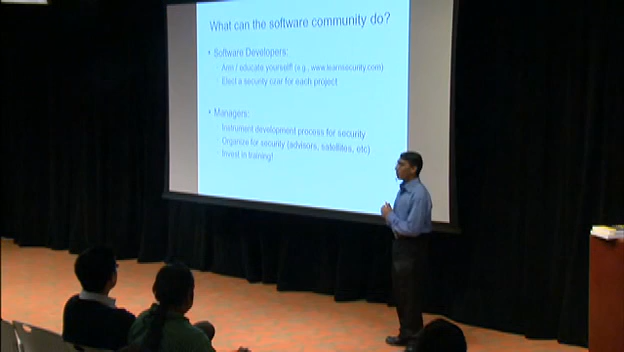 What can the software community do?
• Software Developers:
- Arm / educate yourself! (e.g., www.learnsecurity.com)
- Elect a security czar for each project
• Managers:
- Instrument development process for security
- Organize for security (advisors, satellites, etc)
- Invest in training!